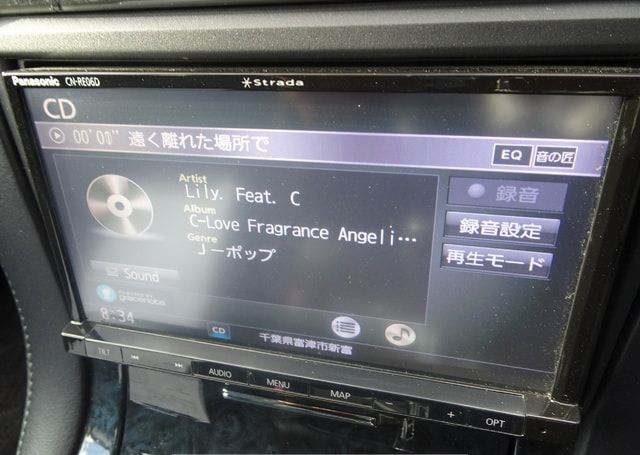 Panasonic CN-RE06D
Strada
CD
00'01" 遠く離れた場所で
EQ 音の匠
Artist
Lily. Feat. C
Album
C-Love Fragrance Angeli…
Genre
Jーポップ
録音
録音設定
再生モード
Sound
POWERED BY
gracenote
8:34
CD
千葉県富津市新富
TILT
AUDIO
MENU
MAP
+
OPT